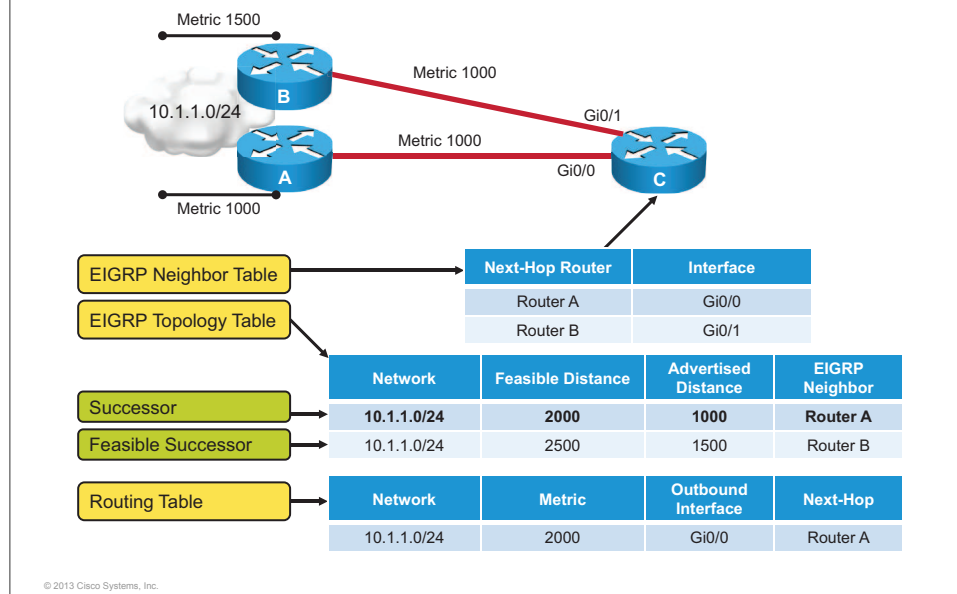 Metric 1500
B
Metric 1000
10.1.1.0/24
Gi0/1
Metric 1000
A
Gi0/0
C
Metric 1000
EIGRP Neighbor Table
Next-Hop Router Interface
Router A Gi0/0
Router B Gi0/1
EIGRP Topology Table
Network Feasible Distance Advertised Distance EIGRP Neighbor
Successor
10.1.1.0/24 2000 1000 Router A
Feasible Successor
10.1.1.0/24 2500 1500 Router B
Routing Table
Network Metric Outbound Interface Next-Hop
10.1.1.0/24 2000 Gi0/0 Router A
© 2013 Cisco Systems, Inc.